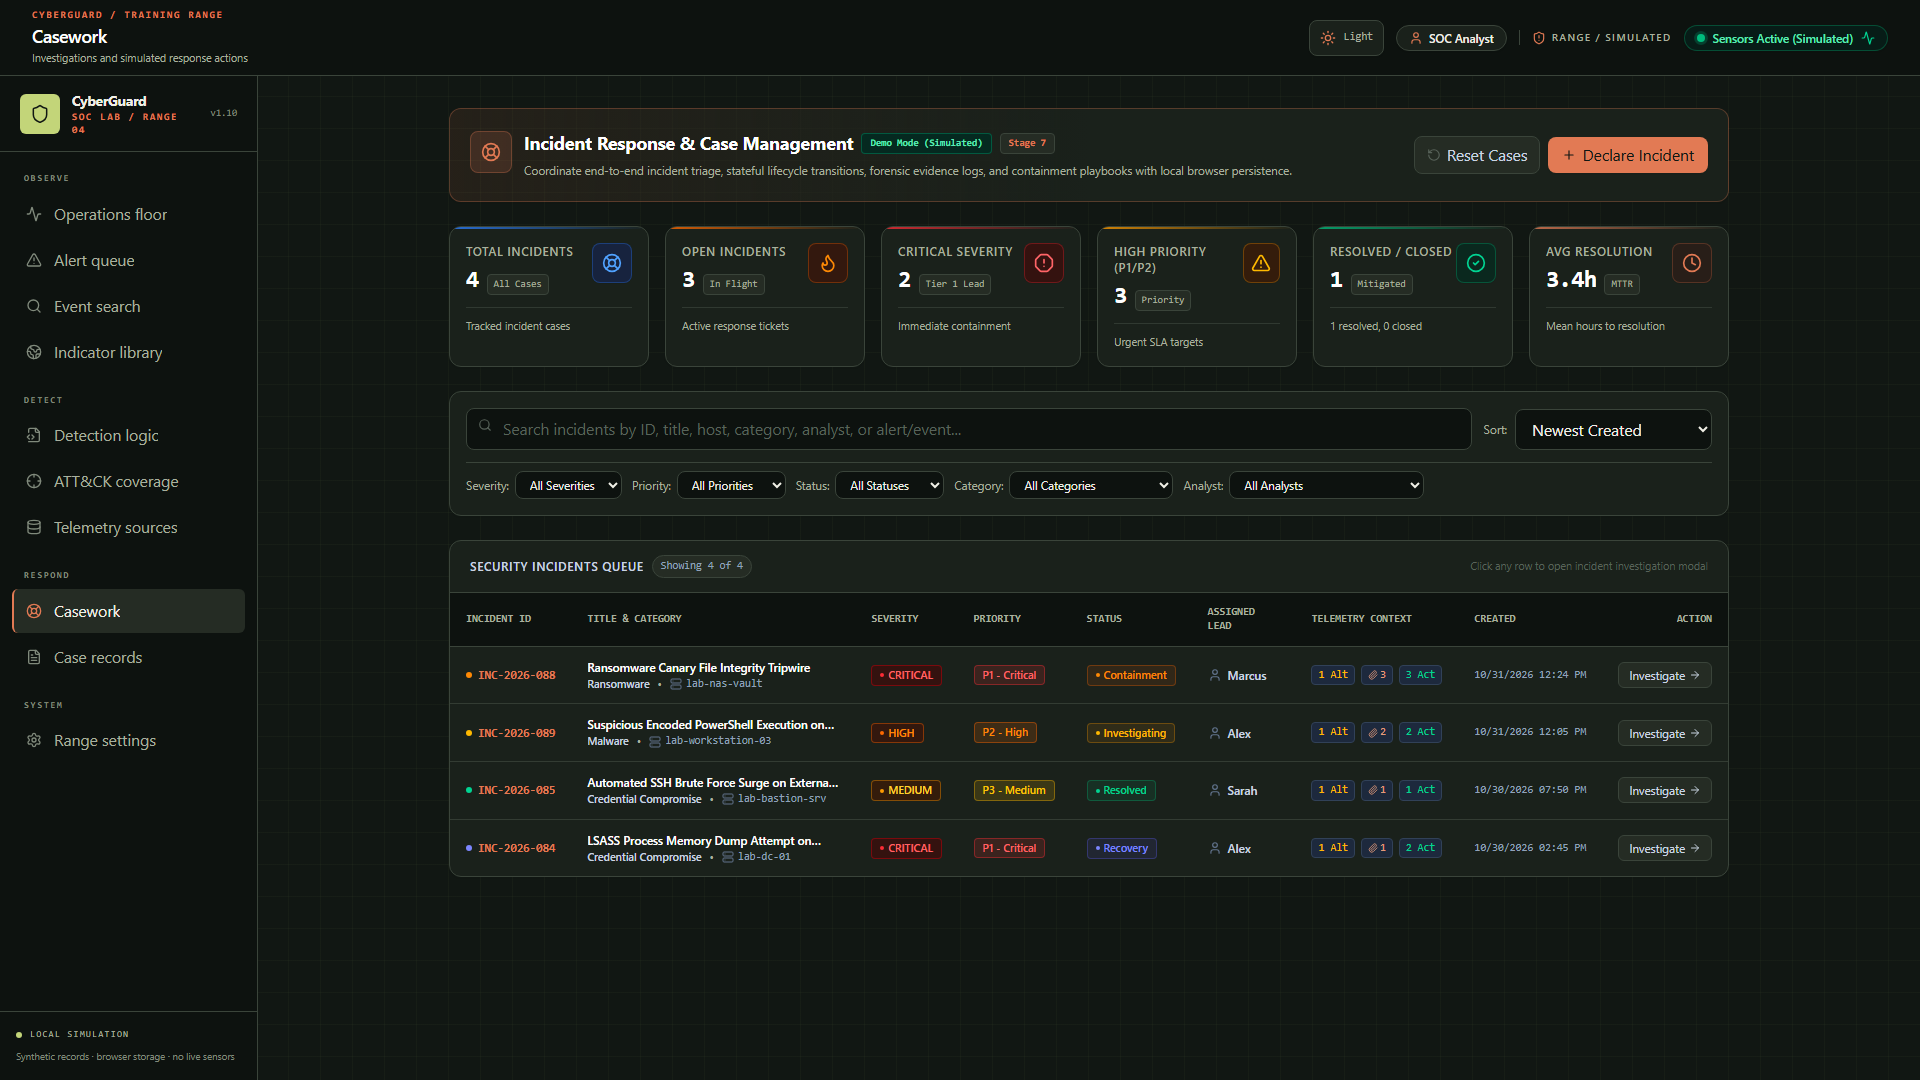 CYBERGUARD / TRAINING RANGE
Casework
Investigations and simulated response actions
Light
SOC Analyst
RANGE / SIMULATED
Sensors Active (Simulated)
CyberGuard
SOC LAB / RANGE
04
v1.10
OBSERVE
Operations floor
Alert queue
Event search
Indicator library
DETECT
Detection logic
ATT&CK coverage
Telemetry sources
RESPOND
Casework
Case records
SYSTEM
Range settings
LOCAL SIMULATION
Synthetic records · browser storage · no live sensors
Incident Response & Case Management
Demo Mode (Simulated)
Stage 7
Coordinate end-to-end incident triage, stateful lifecycle transitions, forensic evidence logs, and containment playbooks with local browser persistence.
Reset Cases
+ Declare Incident
TOTAL INCIDENTS
4 All Cases
Tracked incident cases
OPEN INCIDENTS
3 In Flight
Active response tickets
CRITICAL SEVERITY
2 Tier 1 Lead
Immediate containment
HIGH PRIORITY
(P1/P2)
3 Priority
Urgent SLA targets
RESOLVED / CLOSED
1 Mitigated
1 resolved, 0 closed
AVG RESOLUTION
3.4h MTTR
Mean hours to resolution
Search incidents by ID, title, host, category, analyst, or alert/event...
Sort: Newest Created
Severity: All Severities Priority: All Priorities Status: All Statuses Category: All Categories Analyst: All Analysts
SECURITY INCIDENTS QUEUE Showing 4 of 4
Click any row to open incident investigation modal
INCIDENT ID TITLE & CATEGORY SEVERITY PRIORITY STATUS ASSIGNED LEAD TELEMETRY CONTEXT CREATED ACTION
INC-2026-088 Ransomware Canary File Integrity Tripwire
Ransomware • lab-nas-vault
• CRITICAL P1 - Critical • Containment Marcus 1 Alt 3 3 Act 10/31/2026 12:24 PM Investigate →
INC-2026-089 Suspicious Encoded PowerShell Execution on...
Malware • lab-workstation-03
• HIGH P2 - High • Investigating Alex 1 Alt 2 2 Act 10/31/2026 12:05 PM Investigate →
INC-2026-085 Automated SSH Brute Force Surge on Externa...
Credential Compromise • lab-bastion-srv
• MEDIUM P3 - Medium • Resolved Sarah 1 Alt 1 1 Act 10/30/2026 07:50 PM Investigate →
INC-2026-084 LSASS Process Memory Dump Attempt on...
Credential Compromise • lab-dc-01
• CRITICAL P1 - Critical • Recovery Alex 1 Alt 1 2 Act 10/30/2026 02:45 PM Investigate →